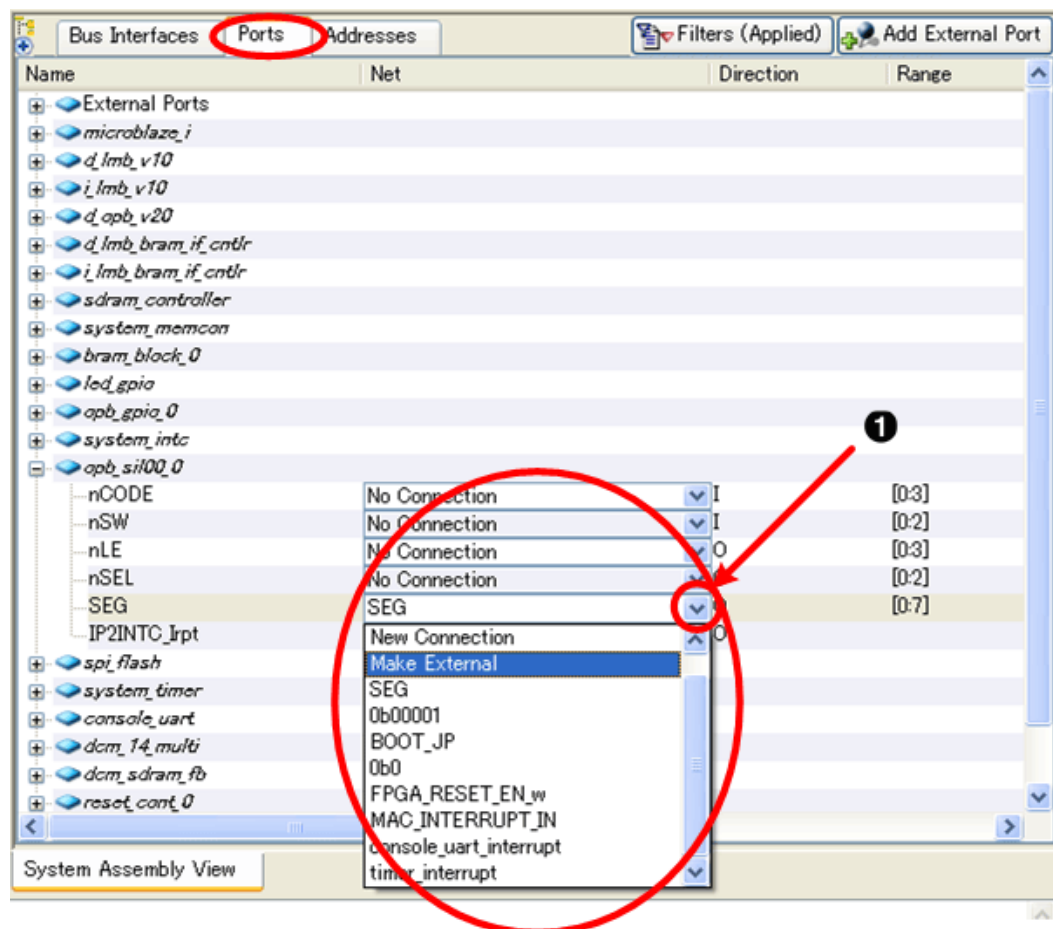 Bus Interfaces Ports Addresses Filters (Applied) Add External Port
Name Net Direction Range
External Ports
microblaze_i
d_lmb_v10
i_lmb_v10
d_opb_v20
d_lmb_bram_if_cntlr
i_lmb_bram_if_cntlr
sdram_controller
system_memcon
bram_block_0
led_gpio
opb_gpio_0
system_intc
❶
opb_sil00_0
nCODE No Connection I [0:3]
nSW No Connection I [0:2]
nLE No Connection O [0:3]
nSEL No Connection [0:2]
SEG SEG O [0:7]
IP2INTC_Irpt New Connection O
spi_flash Make External
system_timer SEG
console_uart 0b00001
dcm_14_multi BOOT_JP
dcm_sdram_fb 0b0
reset_cont_0 FPGA_RESET_EN_w
MAC_INTERRUPT_IN
console_uart_interrupt
System Assembly View timer_interrupt